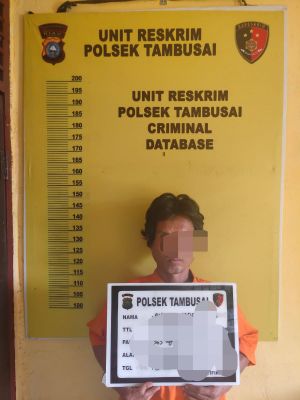 UNIT RESKRIM
POLSEK TAMBUSAI
UNIT RESKRIM
POLSEK TAMBUSAI
CRIMINAL
DATABASE
200
195
190
185
180
175
170
165
160
155
150
145
140
135
130
125
120
115
110
105
100
POLSEK TAMBUSAI
NAMA
TTL
TGL